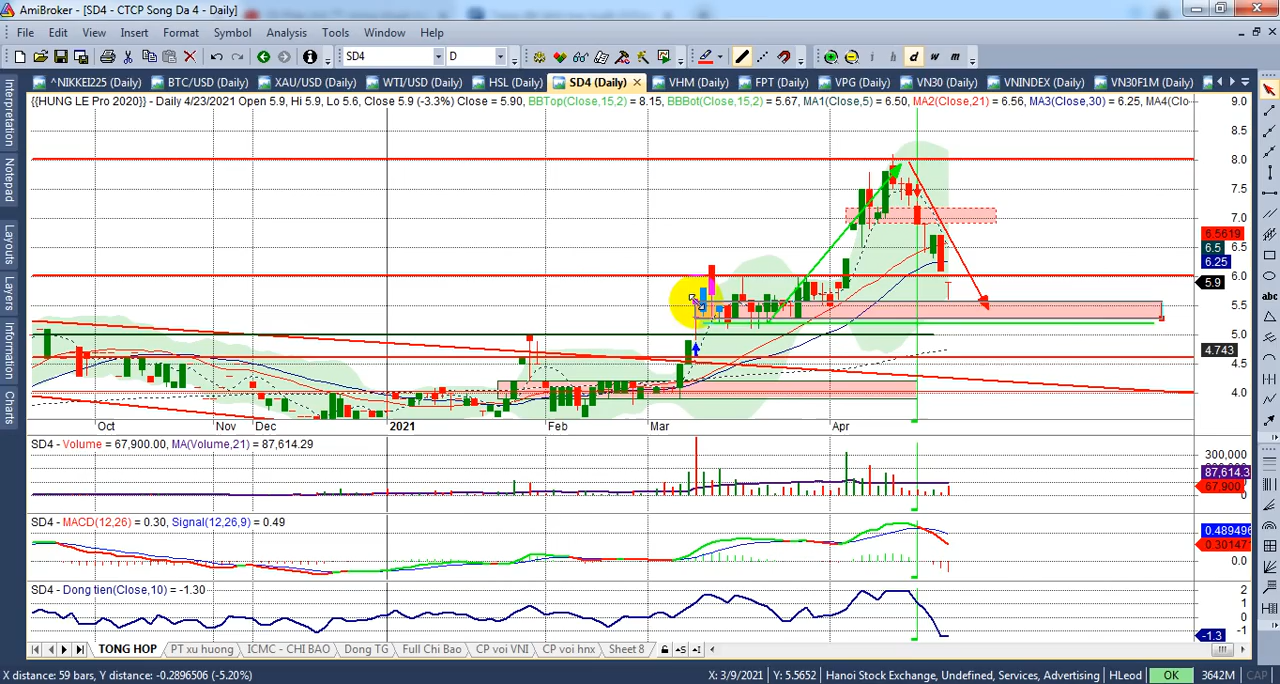 AmiBroker - [SD4 - CTCP Song Da 4 - Daily]
File Edit View Insert Format Symbol Analysis Tools Window Help
SD4 D i h d w m
^NIKKEI225 (Daily) BTC/USD (Daily) XAU/USD (Daily) WTI/USD (Daily) HSL (Daily) SD4 (Daily) VHM (Daily) FPT (Daily) VPG (Daily) VN30 (Daily) VNINDEX (Daily) VN30F1M (Daily)
{{HUNG LE Pro 2020}} - Daily 4/23/2021 Open 5.9, Hi 5.9, Lo 5.6, Close 5.9 (-3.3%) Close = 5.90, BBTop(Close,15,2) = 8.15, BBBot(Close,15,2) = 5.67, MA1(Close,5) = 6.50, MA2(Close,21) = 6.56, MA3(Close,30) = 6.25, MA4(Clo
Interpretation
Notepad
Layouts
Layers
Information
Charts
abc
9.0
8.5
8.0
7.5
7.0
6.5619
6.5
6.25
6.0
5.9
5.5
5.0
4.743
4.5
4.0
Oct Nov Dec 2021 Feb Mar Apr
SD4 - Volume = 67,900.00, MA(Volume,21) = 87,614.29
300,000
87,614.3
67,900
0
SD4 - MACD(12,26) = 0.30, Signal(12,26,9) = 0.49
0.489496
0.30147
0.0
SD4 - Dong tien(Close,10) = -1.30
2
1
0
-1
-1.3
TONG HOP PT xu huong ICMC - CHI BAO Dong TG Full Chi Bao CP voi VNI CP voi hnx Sheet 8
X distance: 59 bars, Y distance: -0.2896506 (-5.20%) X: 3/9/2021 Y: 5.5652 Hanoi Stock Exchange, Undefined, Services, Advertising HLeod OK 3642M CAP